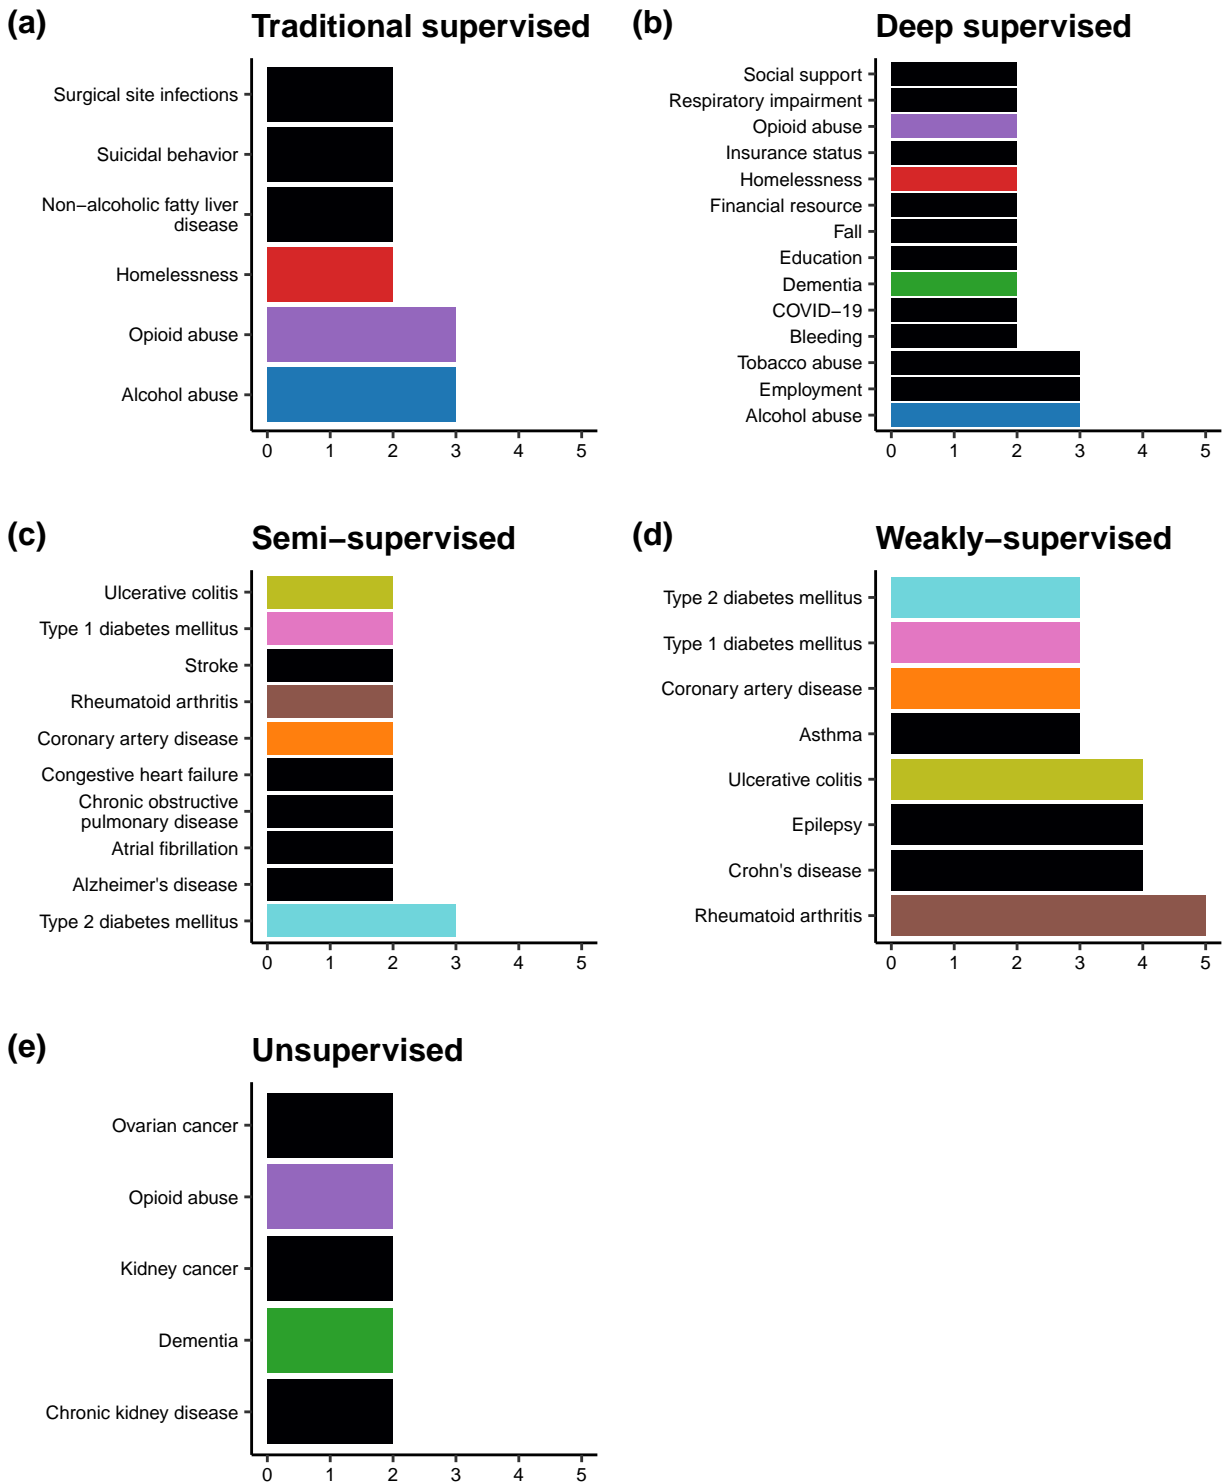 (a)
Traditional supervised
Surgical site infections
Suicidal behavior
Non−alcoholic fatty liver
disease
Homelessness
Opioid abuse
Alcohol abuse
0 1 2 3 4 5
(b)
Deep supervised
Social support
Respiratory impairment
Opioid abuse
Insurance status
Homelessness
Financial resource
Fall
Education
Dementia
COVID−19
Bleeding
Tobacco abuse
Employment
Alcohol abuse
0 1 2 3 4 5
(c)
Semi−supervised
Ulcerative colitis
Type 1 diabetes mellitus
Stroke
Rheumatoid arthritis
Coronary artery disease
Congestive heart failure
Chronic obstructive
pulmonary disease
Atrial fibrillation
Alzheimer's disease
Type 2 diabetes mellitus
0 1 2 3 4 5
(d)
Weakly−supervised
Type 2 diabetes mellitus
Type 1 diabetes mellitus
Coronary artery disease
Asthma
Ulcerative colitis
Epilepsy
Crohn's disease
Rheumatoid arthritis
0 1 2 3 4 5
(e)
Unsupervised
Ovarian cancer
Opioid abuse
Kidney cancer
Dementia
Chronic kidney disease
0 1 2 3 4 5